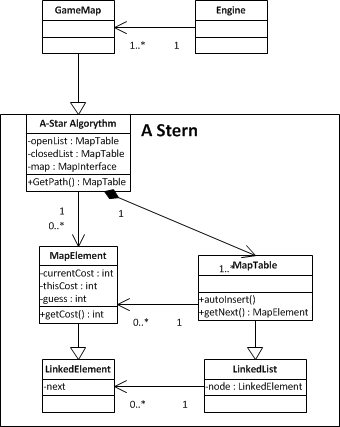 GameMap
Engine
1..*
1
A-Star Algorythm
-openList : MapTable
-closedList : MapTable
-map : MapInterface
+GetPath() : MapTable
A Stern
1
0..*
1
MapElement
-currentCost : int
-thisCost : int
-guess : int
+getCost() : int
1..*
MapTable
+autoInsert()
+getNext() : MapElement
0..*
1
LinkedElement
-next
LinkedList
-node : LinkedElement
0..*
1